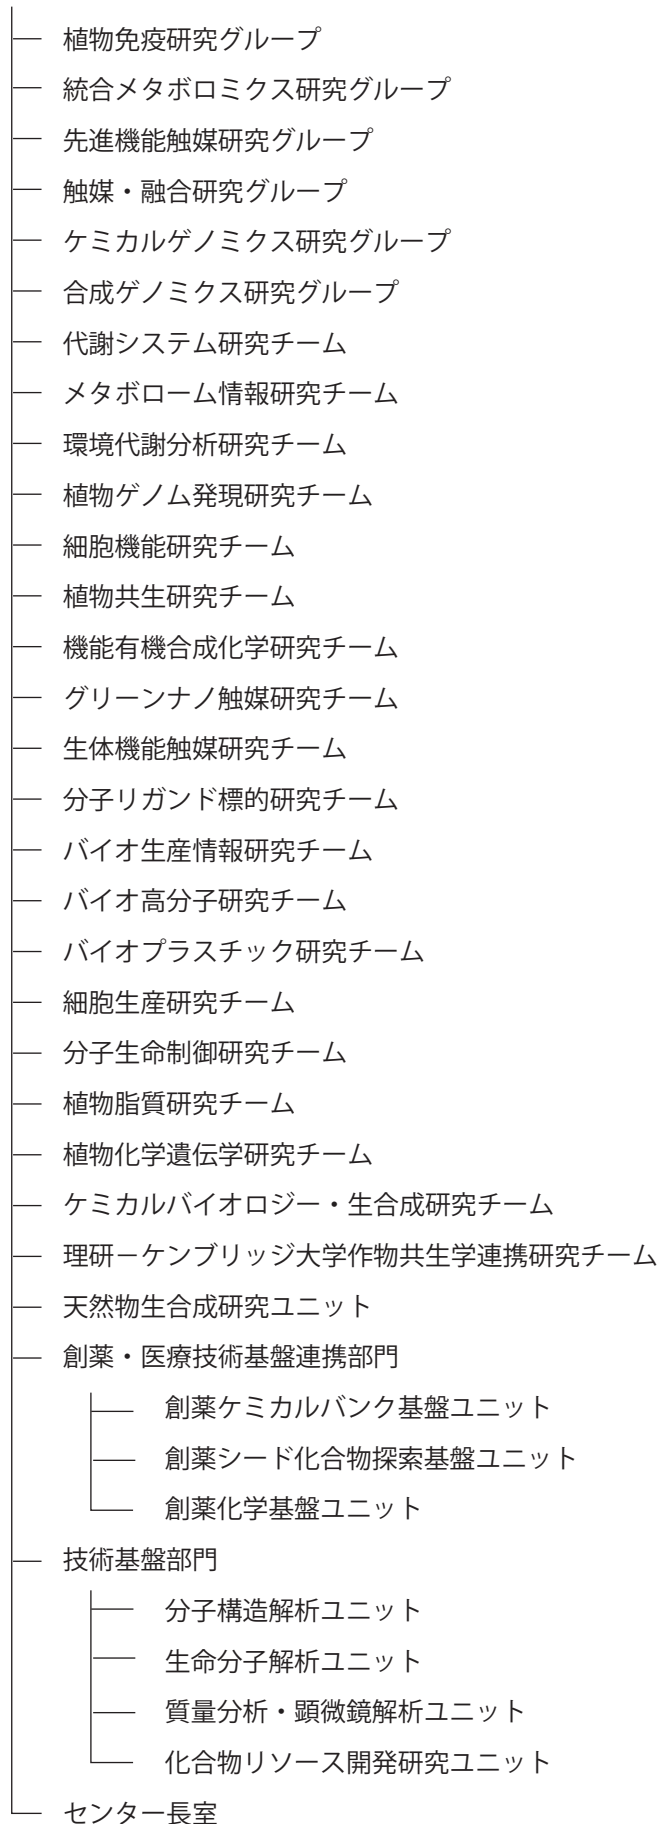 植物免疫研究グループ
統合メタボロミクス研究グループ
先進機能触媒研究グループ
触媒・融合研究グループ
ケミカルゲノミクス研究グループ
合成ゲノミクス研究グループ
代謝システム研究チーム
メタボローム情報研究チーム
環境代謝分析研究チーム
植物ゲノム発現研究チーム
細胞機能研究チーム
植物共生研究チーム
機能有機合成化学研究チーム
グリーンナノ触媒研究チーム
生体機能触媒研究チーム
分子リガンド標的研究チーム
バイオ生産情報研究チーム
バイオ高分子研究チーム
バイオプラスチック研究チーム
細胞生産研究チーム
分子生命制御研究チーム
植物脂質研究チーム
植物化学遺伝学研究チーム
ケミカルバイオロジー・生合成研究チーム
理研－ケンブリッジ大学作物共生学連携研究チーム
天然物生合成研究ユニット
創薬・医療技術基盤連携部門
創薬ケミカルバンク基盤ユニット
創薬シード化合物探索基盤ユニット
創薬化学基盤ユニット
技術基盤部門
分子構造解析ユニット
生命分子解析ユニット
質量分析・顕微鏡解析ユニット
化合物リソース開発研究ユニット
センター長室